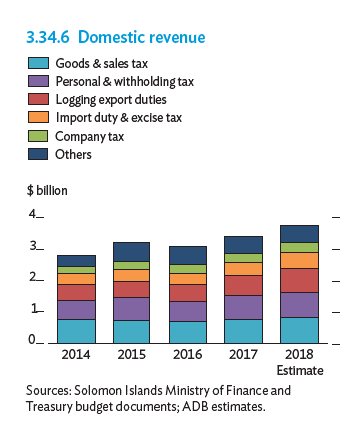 3.34.6 Domestic revenue
Goods & sales tax
Personal & withholding tax
Logging export duties
Import duty & excise tax
Company tax
Others
$ billion
4
3
2
1
0
2014 2015 2016 2017 2018
Estimate
Sources: Solomon Islands Ministry of Finance and
Treasury budget documents; ADB estimates.